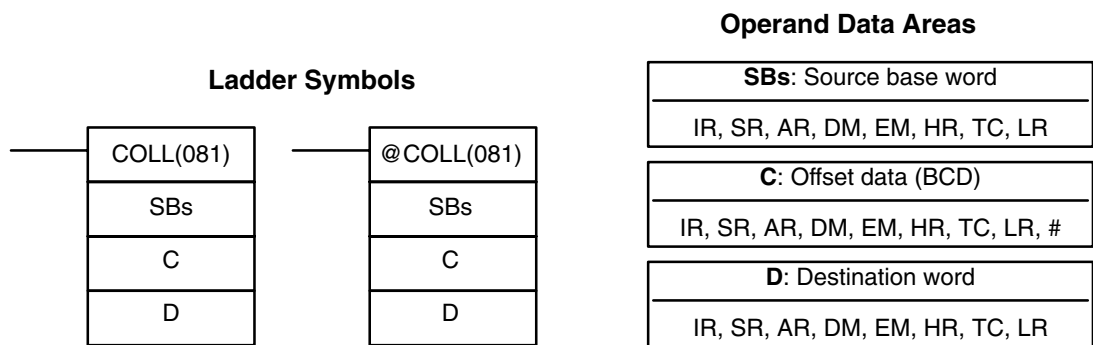 Ladder Symbols
COLL(081)
SBs
C
D
@COLL(081)
SBs
C
D
Operand Data Areas
SBs: Source base word
IR, SR, AR, DM, EM, HR, TC, LR
C: Offset data (BCD)
IR, SR, AR, DM, EM, HR, TC, LR, #
D: Destination word
IR, SR, AR, DM, EM, HR, TC, LR